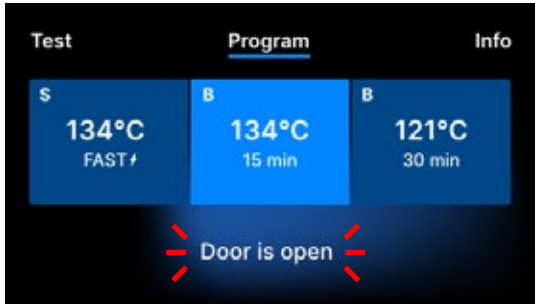 Test Program Info
S B B
134°C 134°C 121°C
FAST 15 min 30 min
Door is open